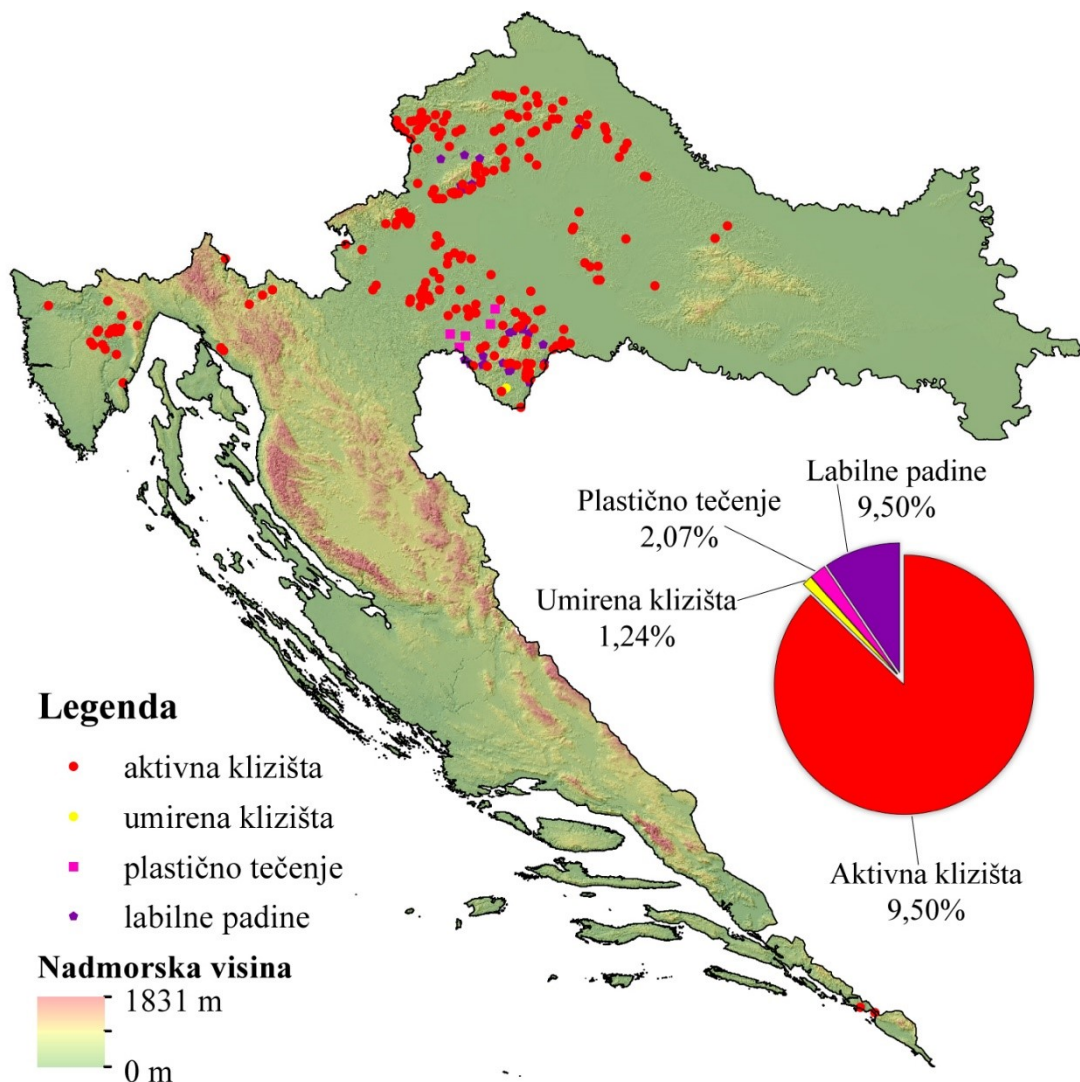 Labilne padine
9,50%
Plastično tečenje
2,07%
Umirena klizišta
1,24%
Aktivna klizišta
9,50%
Legenda
aktivna klizišta
umirena klizišta
plastično tečenje
labilne padine
Nadmorska visina
1831 m
0 m